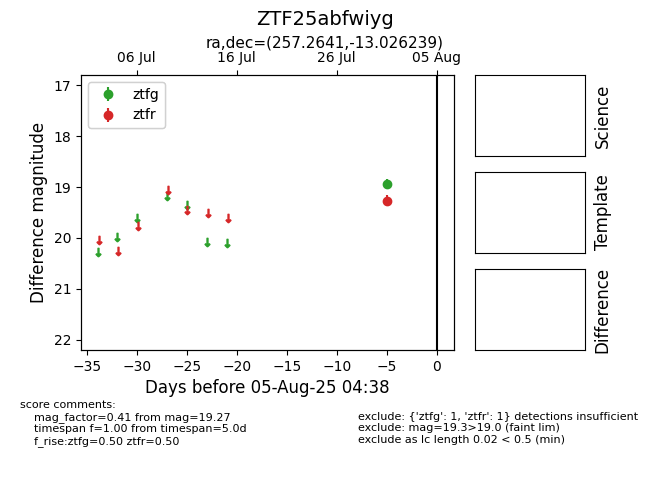 ZTF25abfwiyg
ra,dec=(257.2641,-13.026239)
06 Jul 16 Jul 26 Jul 05 Aug
ztfg
ztfr
17
18
19
20
21
22
Difference magnitude
−35 −30 −25 −20 −15 −10 −5 0
Days before 05-Aug-25 04:38
Science
Template
Difference
score comments:
mag_factor=0.41 from mag=19.27
timespan f=1.00 from timespan=5.0d
f_rise:ztfg=0.50 ztfr=0.50
exclude: {'ztfg': 1, 'ztfr': 1} detections insufficient
exclude: mag=19.3>19.0 (faint lim)
exclude as lc length 0.02 < 0.5 (min)